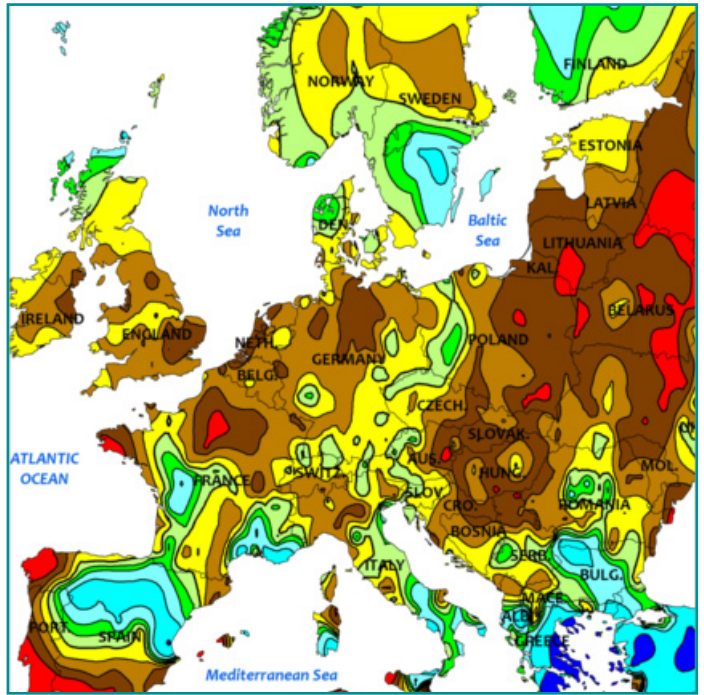 FINLAND
NORWAY
SWEDEN
ESTONIA
LATVIA
North
Sea
DEN.
Baltic
Sea
LITHUANIA
KAL.
IRELAND
ENGLAND
BELARUS
NETH.
GERMANY
POLAND
BELG.
CZECH.
SLOVAK.
ATLANTIC
OCEAN
FRANCE
SWITZ.
AUS.
HUNG.
MOL.
SLOV.
CRO.
ROMANIA
BOSNIA
SERB.
ITALY
BULG.
MACE.
ALB.
PORT.
SPAIN
GREECE
Mediterranean Sea